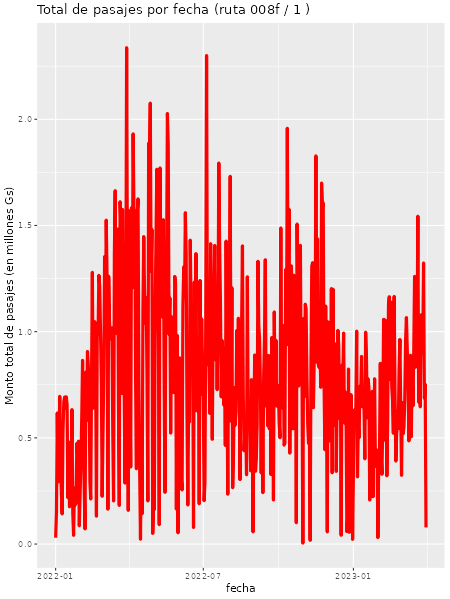 Total de pasajes por fecha (ruta 008f / 1 )
Monto total de pasajes (en millones Gs)
2.0
1.5
1.0
0.5
0.0
2022-01
2022-07
2023-01
fecha